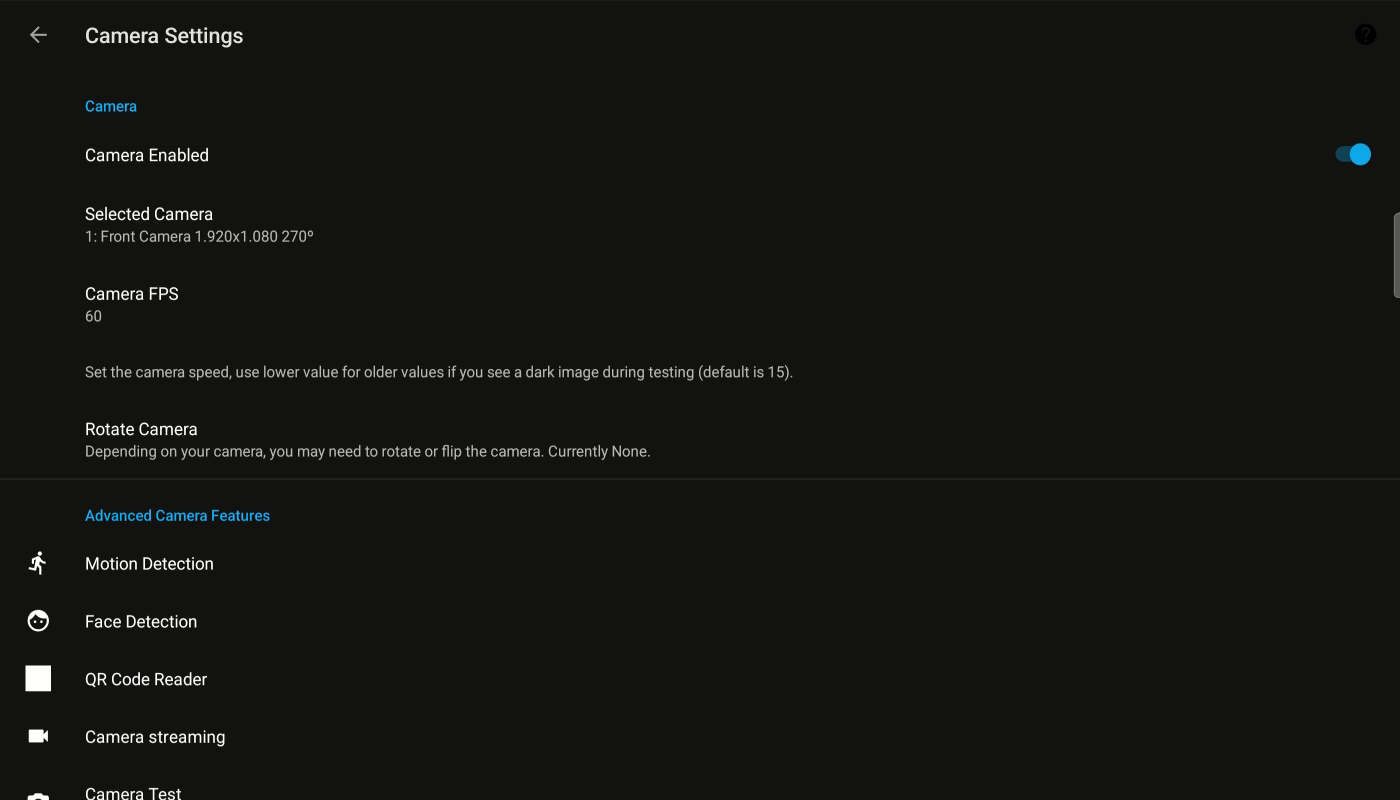 Camera Settings
Camera
Camera Enabled
Selected Camera
1: Front Camera 1.920x1.080 270º
Camera FPS
60
Set the camera speed, use lower value for older values if you see a dark image during testing (default is 15).
Rotate Camera
Depending on your camera, you may need to rotate or flip the camera. Currently None.
Advanced Camera Features
Motion Detection
Face Detection
QR Code Reader
Camera streaming
Camera Test